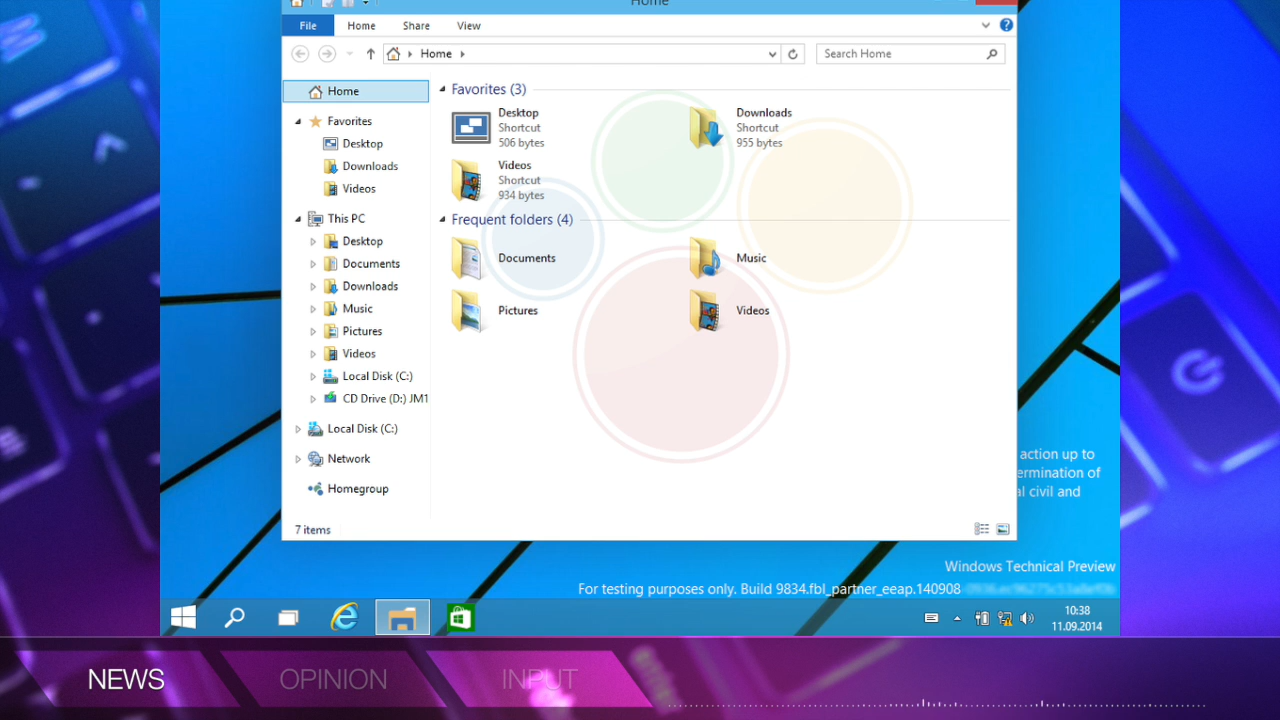 Home
File Home Share View
Home
Search Home
Home
Favorites
Desktop
Downloads
Videos
This PC
Desktop
Documents
Downloads
Music
Pictures
Videos
Local Disk (C:)
CD Drive (D:) JM1
Local Disk (C:)
Network
Homegroup
Favorites (3)
Desktop
Shortcut
506 bytes
Downloads
Shortcut
955 bytes
Videos
Shortcut
934 bytes
Frequent folders (4)
Documents
Music
Pictures
Videos
7 items
action up to
ermination of
al civil and
Windows Technical Preview
For testing purposes only. Build 9834.fbl_partner_eeap.140908
10:38
11.09.2014
NEWS OPINION INPUT